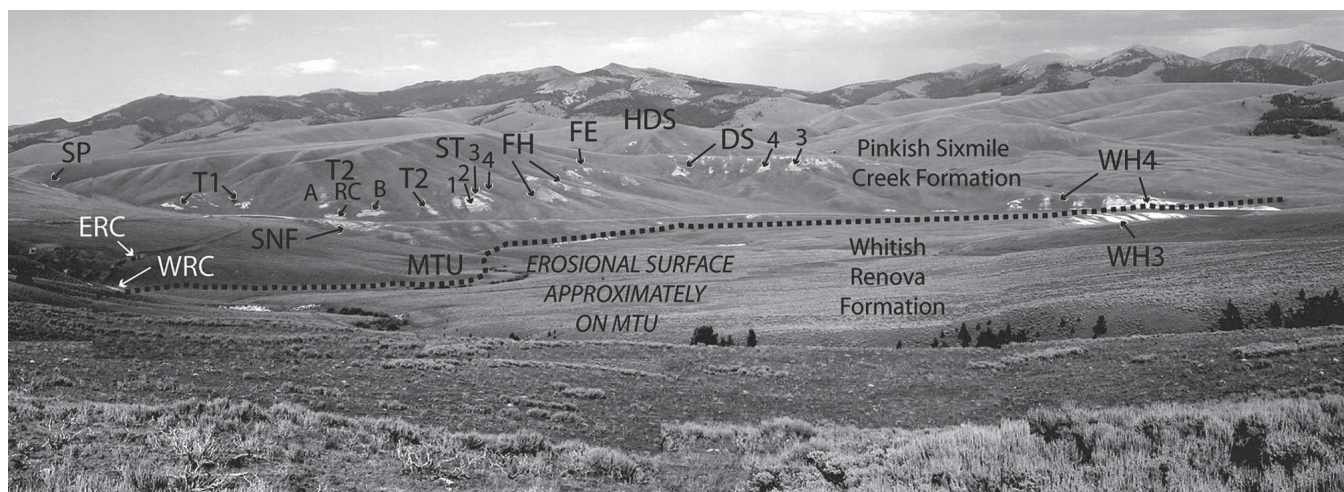 HDS
FE
FH
DS 4 3
ST 3 4
1 2
SP
T1
T2
A RC B
T2
SNF
Pinkish Sixmile
Creek Formation
WH4
WH3
ERC
WRC
MTU
EROSIONAL SURFACE
APPROXIMATELY
ON MTU
Whitish
Renova
Formation